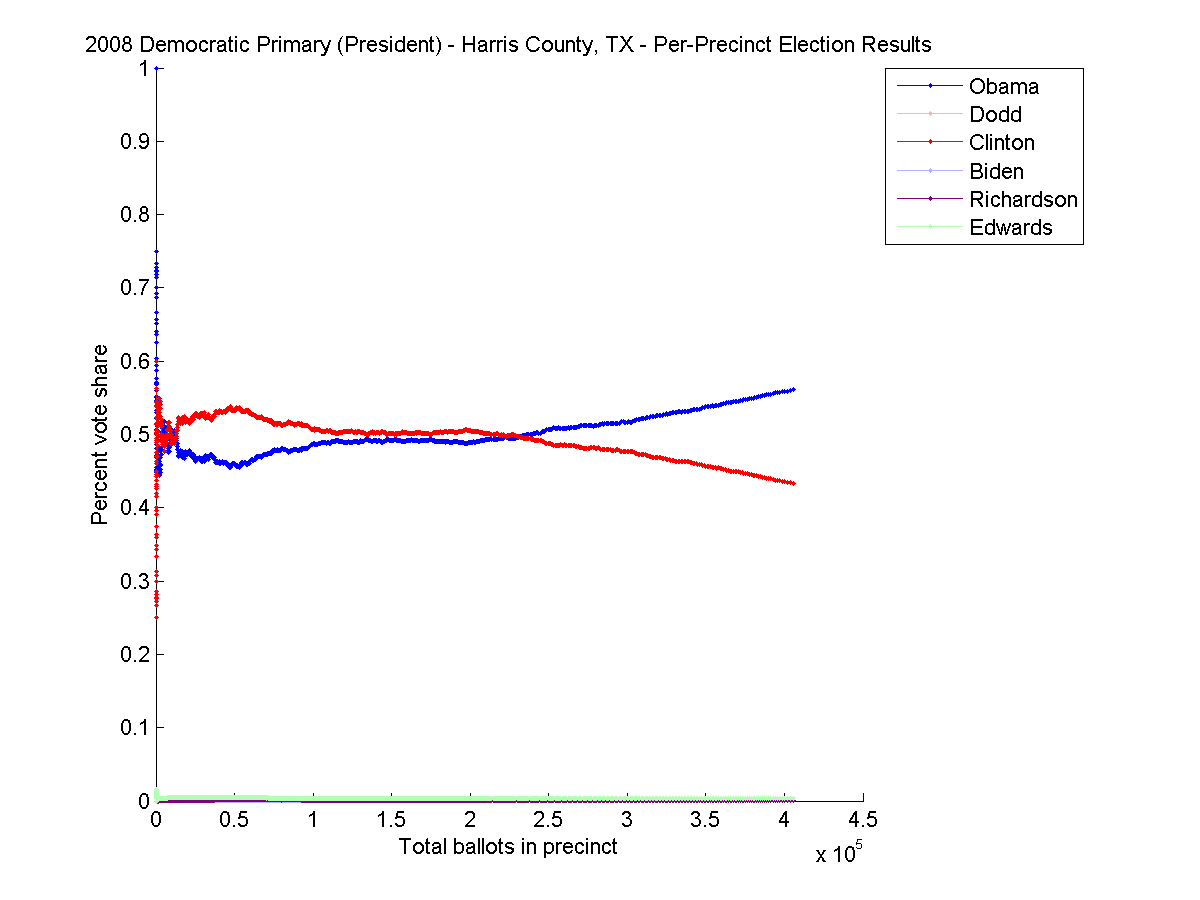 2008 Democratic Primary (President) - Harris County, TX - Per-Precinct Election Results
Obama
Dodd
Clinton
Biden
Richardson
Edwards
Percent vote share
1
0.9
0.8
0.7
0.6
0.5
0.4
0.3
0.2
0.1
0
0 0.5 1 1.5 2 2.5 3 3.5 4 4.5
Total ballots in precinct
x 10^5